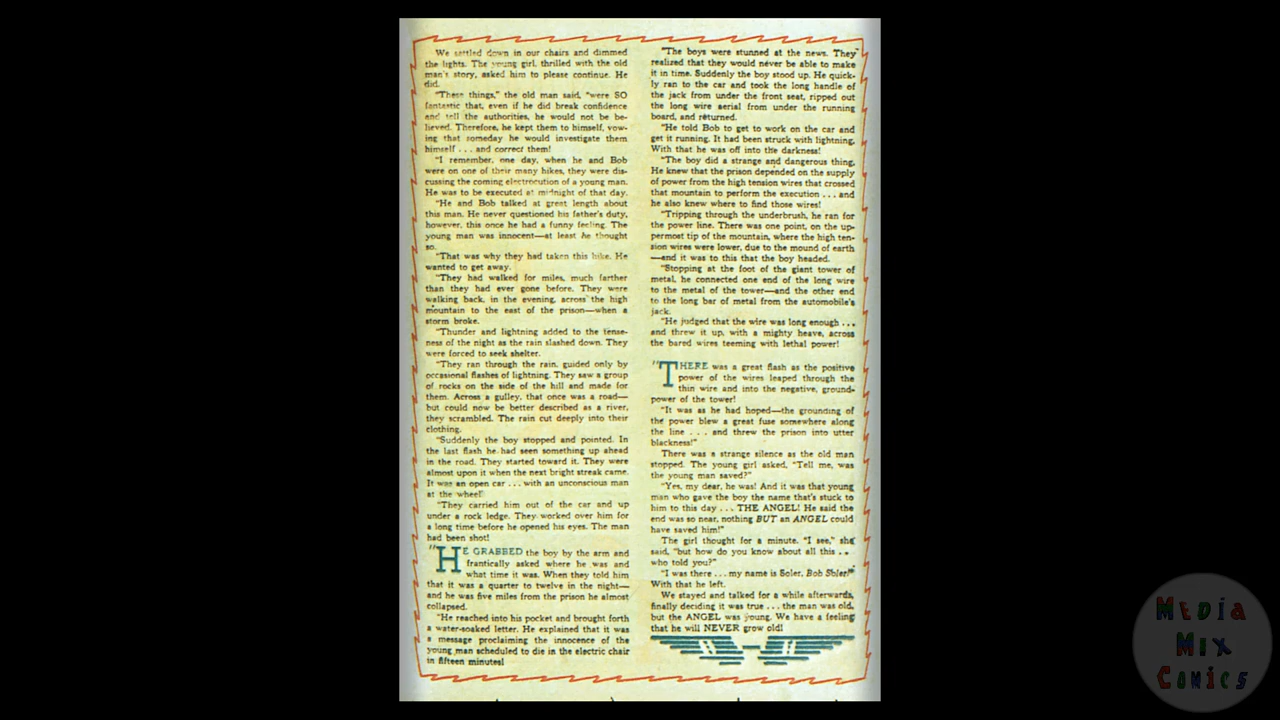 We settled down in our chairs and dimmed
the lights. The young girl, thrilled with the old
man's story, asked him to please continue. He
did.
"These things," the old man said, "were SO
fantastic that, even if he did break confidence
and tell the authorities, he would not be be-
lieved. Therefore, he kept them to himself, vow-
ing that someday he would investigate them
himself . . . and correct them!
"I remember, one day, when he and Bob
were on one of their many hikes, they were dis-
cussing the coming electrocution of a young man.
He was to be executed at midnight of that day.
"He and Bob talked at great length about
this man. He never questioned his father's duty,
however, this once he had a funny feeling. The
young man was innocent—at least he thought
so.
"That was why they had taken this hike. He
wanted to get away.
"They had walked for miles, much farther
than they had ever gone before. They were
walking back, in the evening, across the high
mountain to the east of the prison—when a
storm broke.
"Thunder and lightning added to the tense-
ness of the night as the rain slashed down. They
were forced to seek shelter.
"They ran through the rain, guided only by
occasional flashes of lightning. They saw a group
of rocks on the side of the hill and made for
them. Across a gulley, that once was a road—
but could now be better described as a river,
they scrambled. The rain cut deeply into their
clothing.
"Suddenly the boy stopped and pointed. In
the last flash he had seen something up ahead
in the road. They started toward it. They were
almost upon it when the next bright streak came.
It was an open car . . . with an unconscious man
at the wheel!
"They carried him out of the car and up
under a rock ledge. They worked over him for
a long time before he opened his eyes. The man
had been shot!
"HE GRABBED the boy by the arm and
frantically asked where he was and
what time it was. When they told him
that it was a quarter to twelve in the night—
and he was five miles from the prison he almost
collapsed.
"He reached into his pocket and brought forth
a water-soaked letter. He explained that it was
a message proclaiming the innocence of the
young man scheduled to die in the electric chair
in fifteen minutes!
"The boys were stunned at the news. They
realized that they would never be able to make
it in time. Suddenly the boy stood up. He quick-
ly ran to the car and took the long handle of
the jack from under the front seat, ripped out
the long wire aerial from under the running
board, and returned.
"He told Bob to get to work on the car and
get it running. It had been struck with lightning.
With that he was off into the darkness!
"The boy did a strange and dangerous thing.
He knew that the prison depended on the supply
of power from the high tension wires that crossed
that mountain to perform the execution . . . and
he also knew where to find those wires!
"Tripping through the underbrush, he ran for
the power line. There was one point, on the up-
permost tip of the mountain, where the high ten-
sion wires were lower, due to the mound of earth
—and it was to this that the boy headed.
"Stopping at the foot of the giant tower of
metal, he connected one end of the long wire
to the metal of the tower—and the other end
to the long bar of metal from the automobile's
jack.
"He judged that the wire was long enough . . .
and threw it up, with a mighty heave, across
the bared wires teeming with lethal power!
"THERE was a great flash as the positive
power of the wires leaped through the
thin wire and into the negative, ground-
power of the tower!
"It was as he had hoped—the grounding of
the power blew a great fuse somewhere along
the line . . . and threw the prison into utter
blackness!"
There was a strange silence as the old man
stopped. The young girl asked, "Tell me, was
the young man saved?"
"Yes, my dear, he was! And it was that young
man who gave the boy the name that's stuck to
him to this day . . . THE ANGEL! He said the
end was so near, nothing BUT an ANGEL could
have saved him!"
The girl thought for a minute. "I see," she
said, "but how do you know about all this . .
who told you?"
"I was there . . . my name is Soler, Bob Soler!"
With that he left.
We stayed and talked for a while afterwards,
finally deciding it was true . . . the man was old,
but the ANGEL was young. We have a feeling
that he will NEVER grow old!
MEDIA
MIX
COMICS